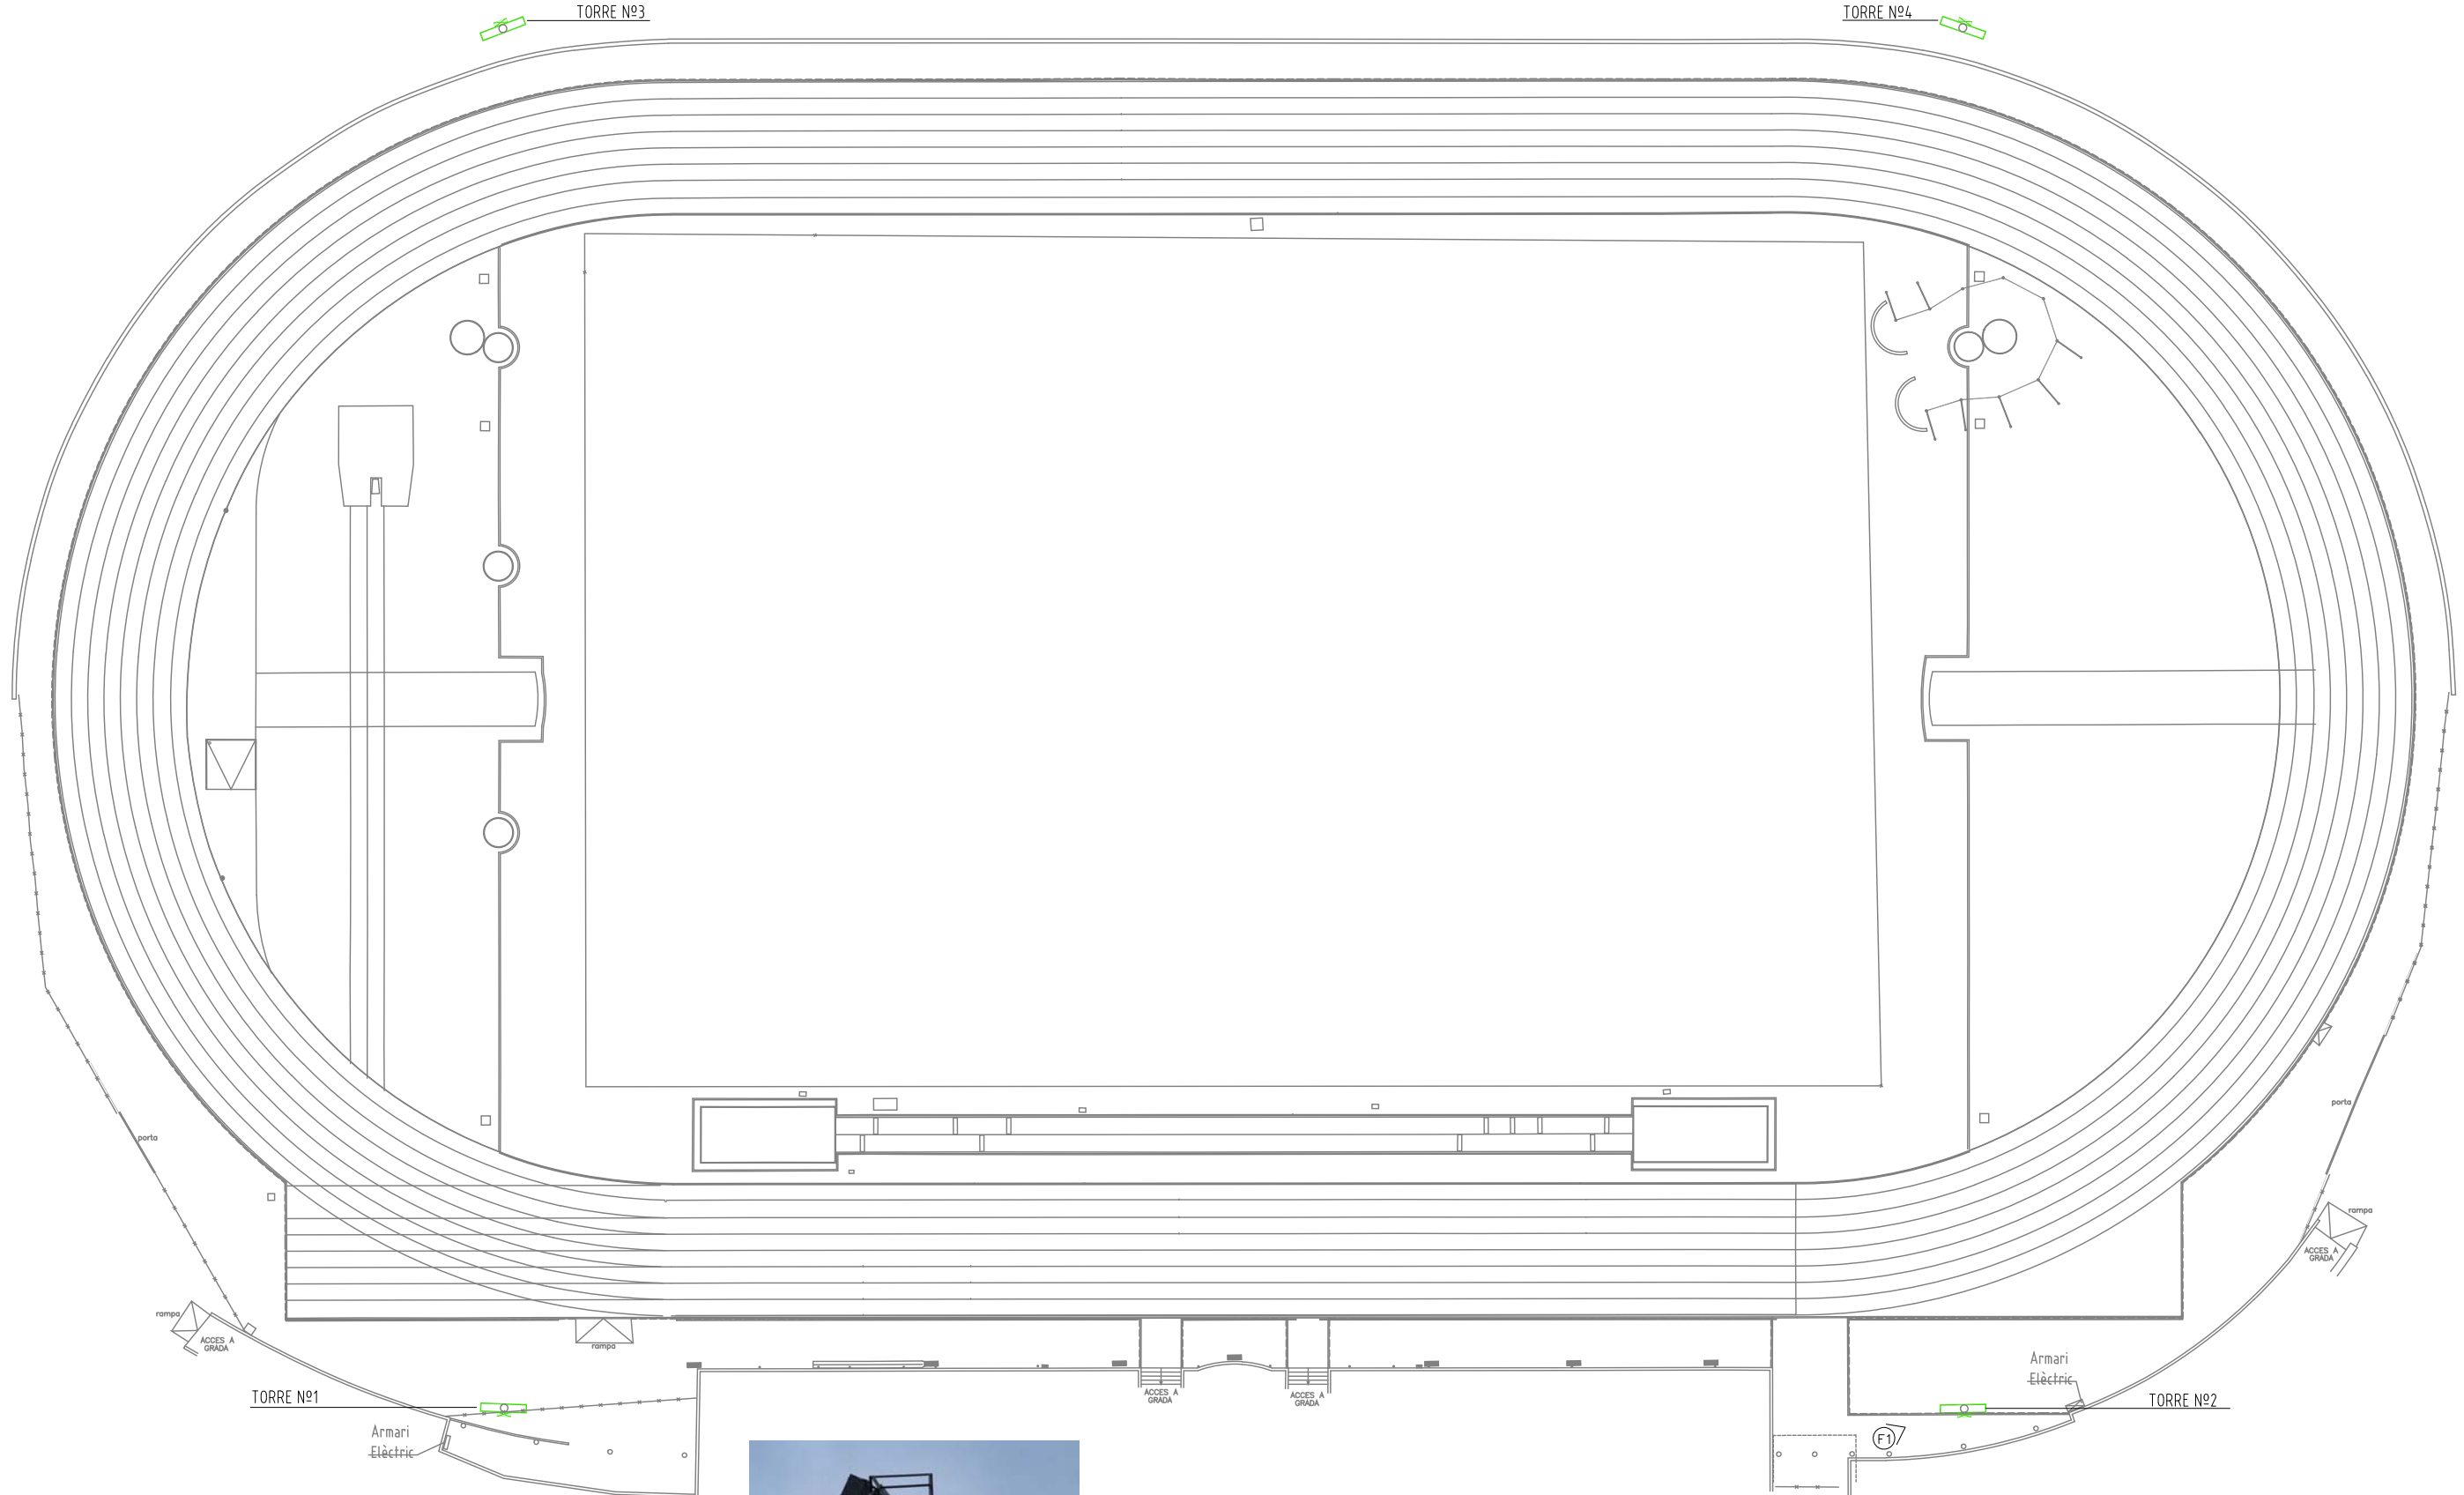 TORRE Nº3
TORRE Nº4
porta
porta
rampa
ACCES A
GRADA
rampa
ACCES A
GRADA
rampa
ACCES A
GRADA
ACCES A
GRADA
Armari
Elèctric
TORRE Nº1
TORRE Nº2
Armari
Elèctric
F1